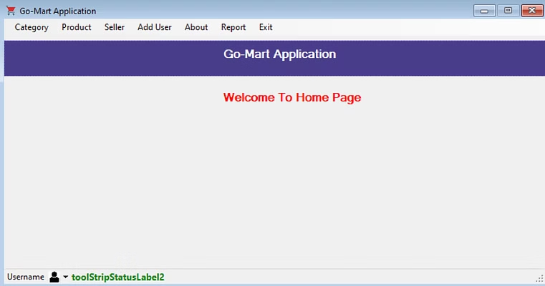 Go-Mart Application
Category Product Seller Add User About Report Exit
Go-Mart Application
Welcome To Home Page
Username toolStripStatusLabel2